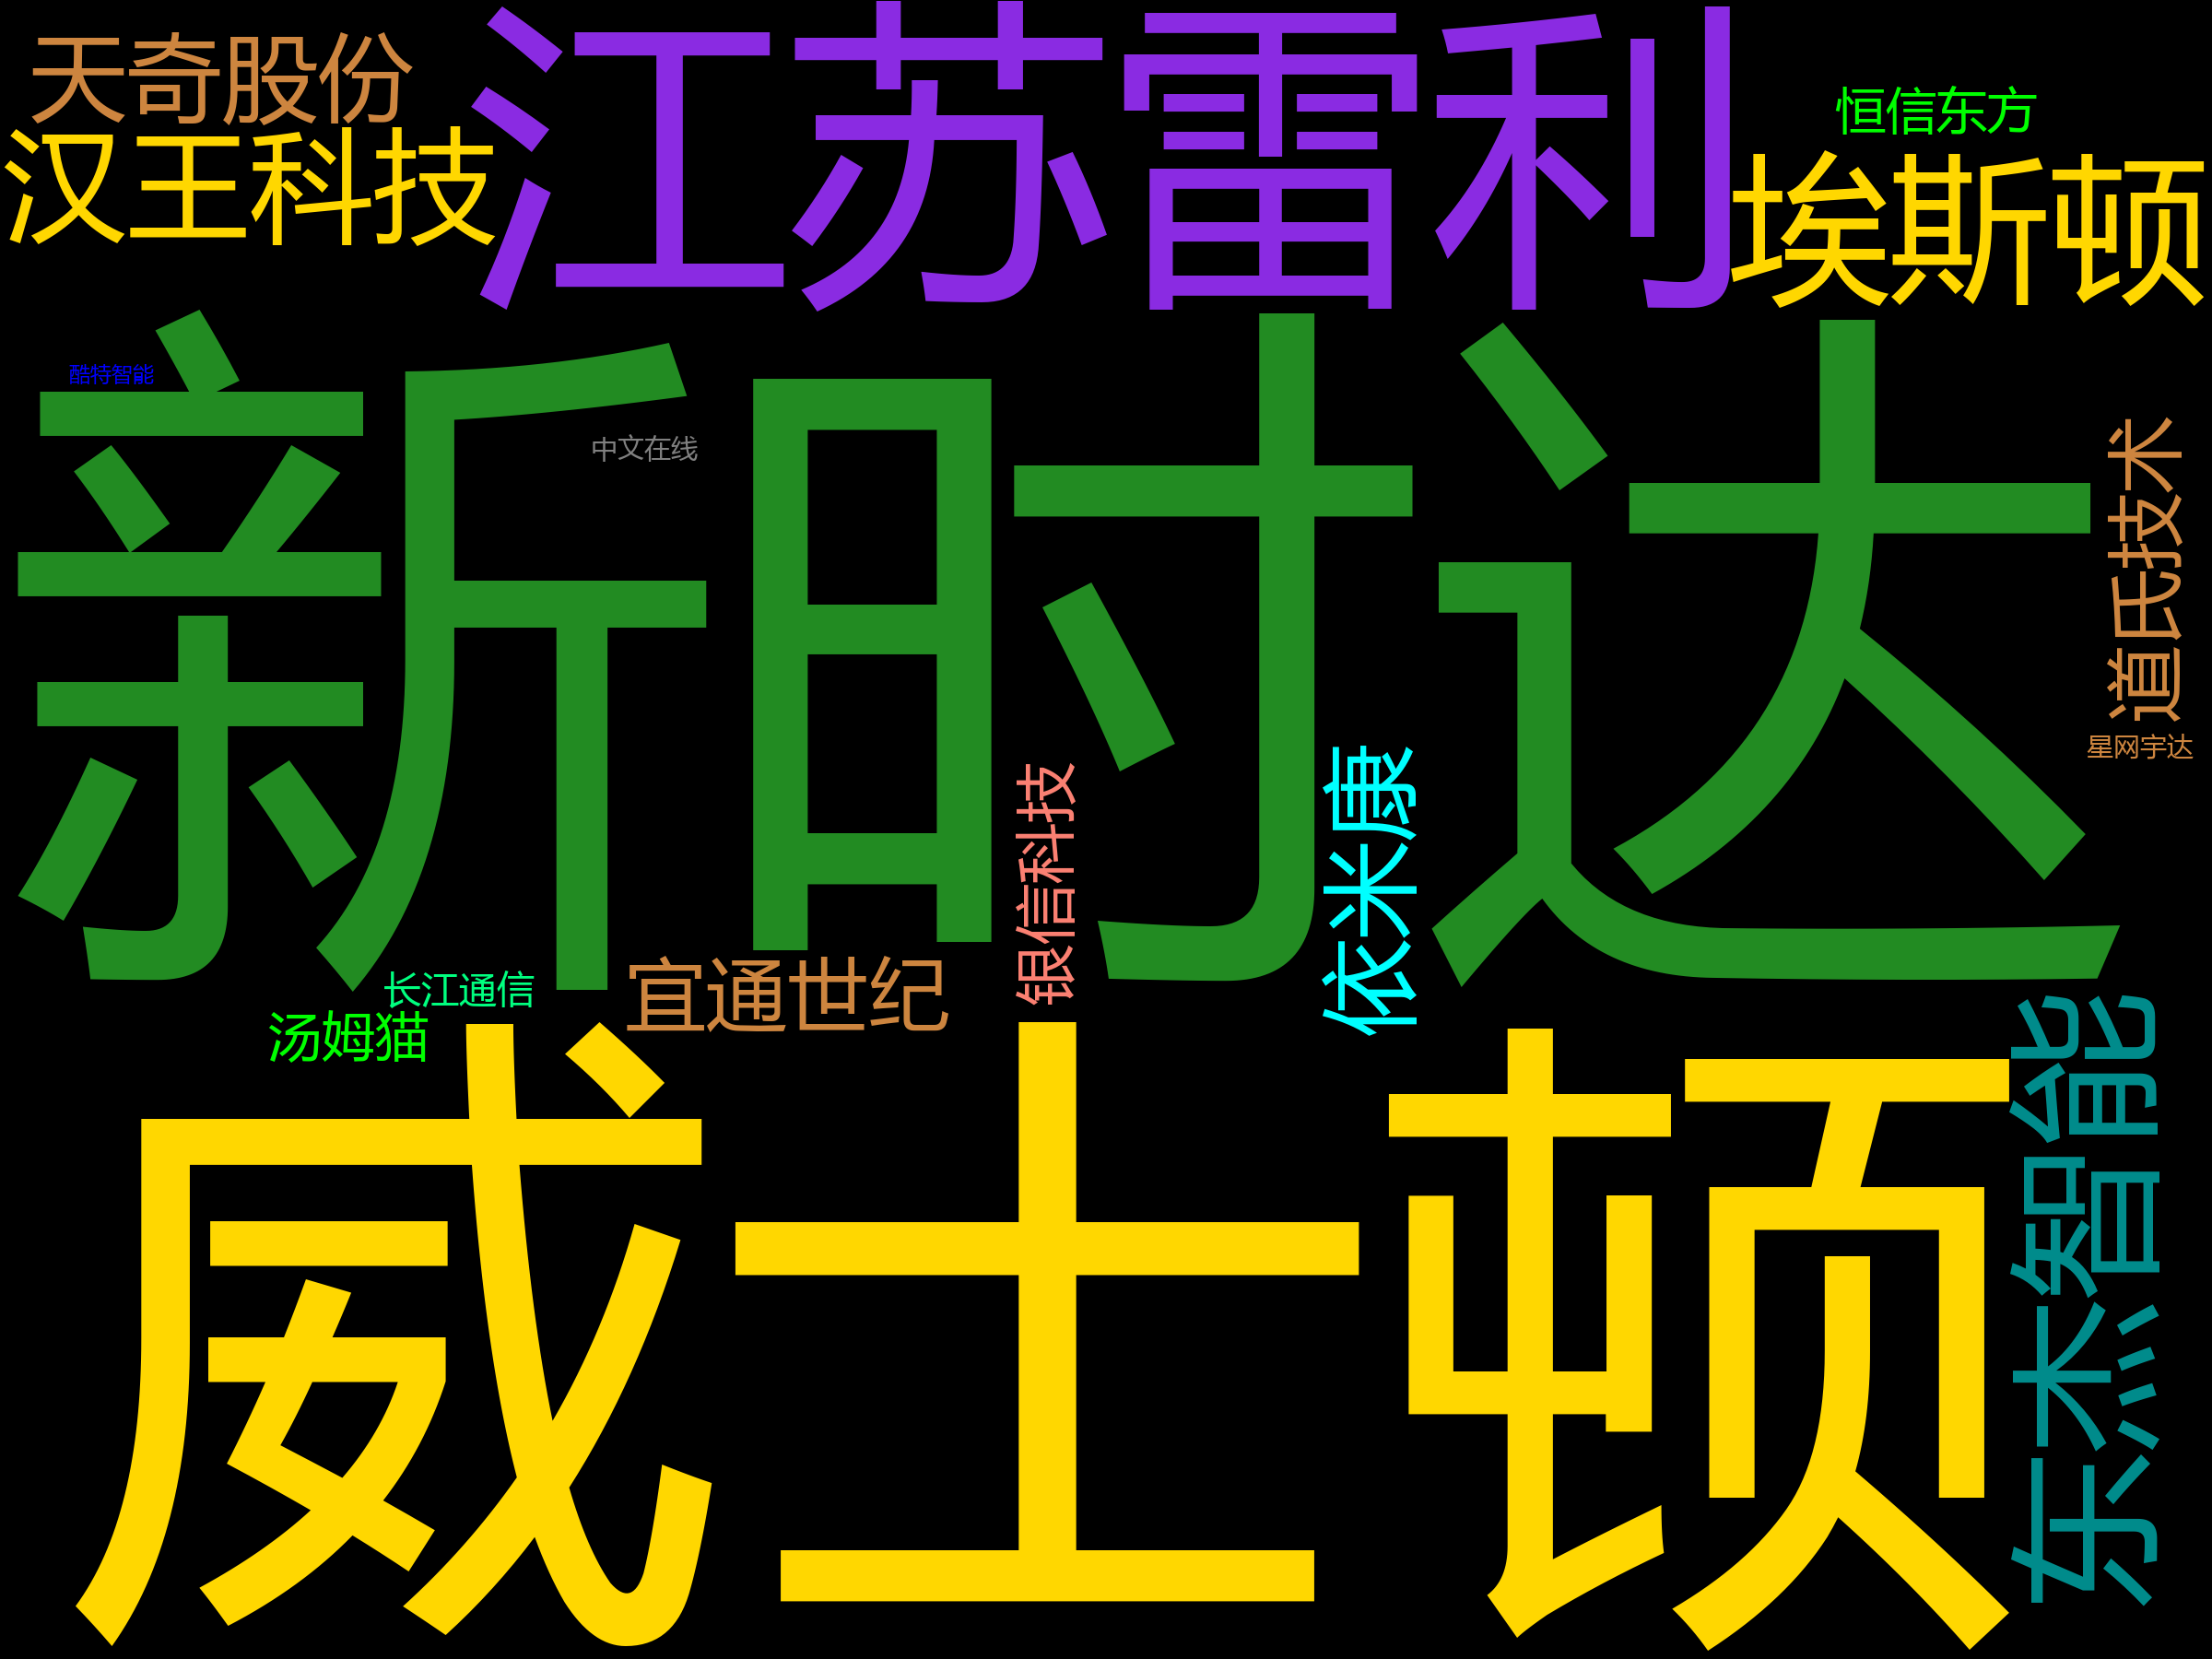 天奇股份
江苏雷利
恒信东方
汉王科技
埃斯顿
新时达
酷特智能
中文在线
道氏技术
星网宇达
银信科技
依米康
宜通世纪
长江通信
汤姆猫
威士顿
东杰智能